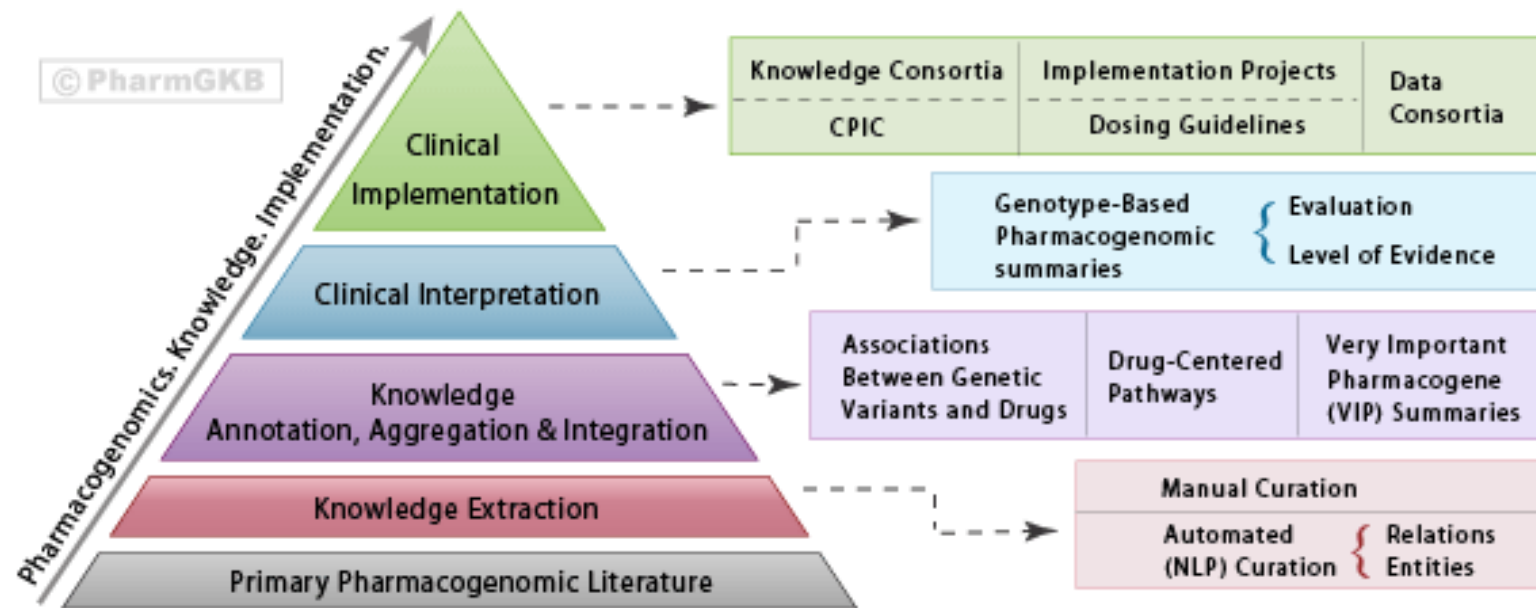 © PharmGKB
Pharmacogenomics. Knowledge. Implementation.
Clinical
Implementation
Knowledge Consortia
CPIC
Implementation Projects
Dosing Guidelines
Data
Consortia
Clinical Interpretation
Genotype-Based
Pharmacogenomic
summaries
Evaluation
Level of Evidence
Knowledge
Annotation, Aggregation & Integration
Associations
Between Genetic
Variants and Drugs
Drug-Centered
Pathways
Very Important
Pharmacogene
(VIP) Summaries
Knowledge Extraction
Manual Curation
Automated
(NLP) Curation
Relations
Entities
Primary Pharmacogenomic Literature